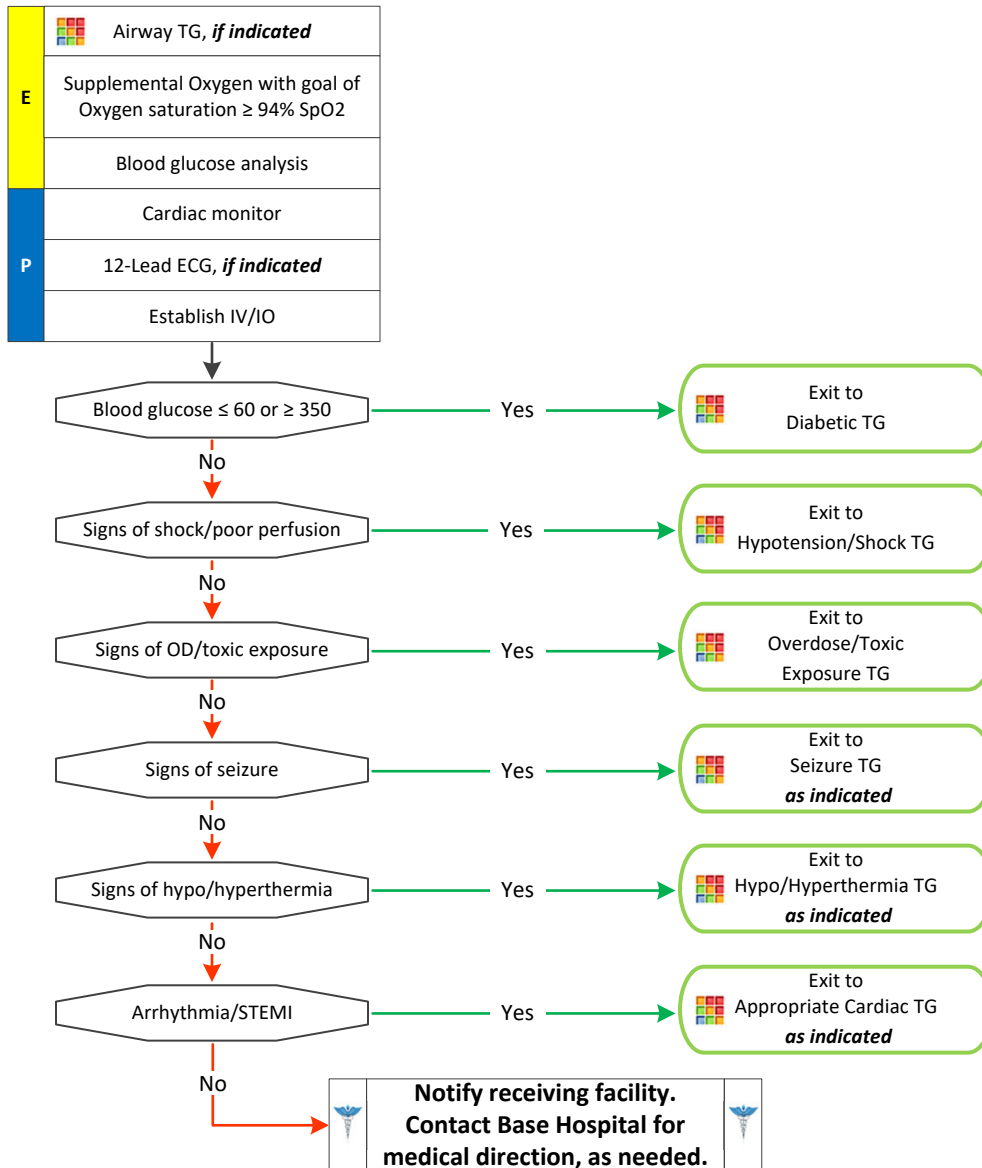 E
Airway TG, if indicated
Supplemental Oxygen with goal of
Oxygen saturation ≥ 94% SpO2
Blood glucose analysis
P
Cardiac monitor
12-Lead ECG, if indicated
Establish IV/IO
Blood glucose ≤ 60 or ≥ 350
Yes
Exit to
Diabetic TG
No
Signs of shock/poor perfusion
Yes
Exit to
Hypotension/Shock TG
No
Signs of OD/toxic exposure
Yes
Exit to
Overdose/Toxic
Exposure TG
No
Signs of seizure
Yes
Exit to
Seizure TG
as indicated
No
Signs of hypo/hyperthermia
Yes
Exit to
Hypo/Hyperthermia TG
as indicated
No
Arrhythmia/STEMI
Yes
Exit to
Appropriate Cardiac TG
as indicated
No
Notify receiving facility.
Contact Base Hospital for
medical direction, as needed.